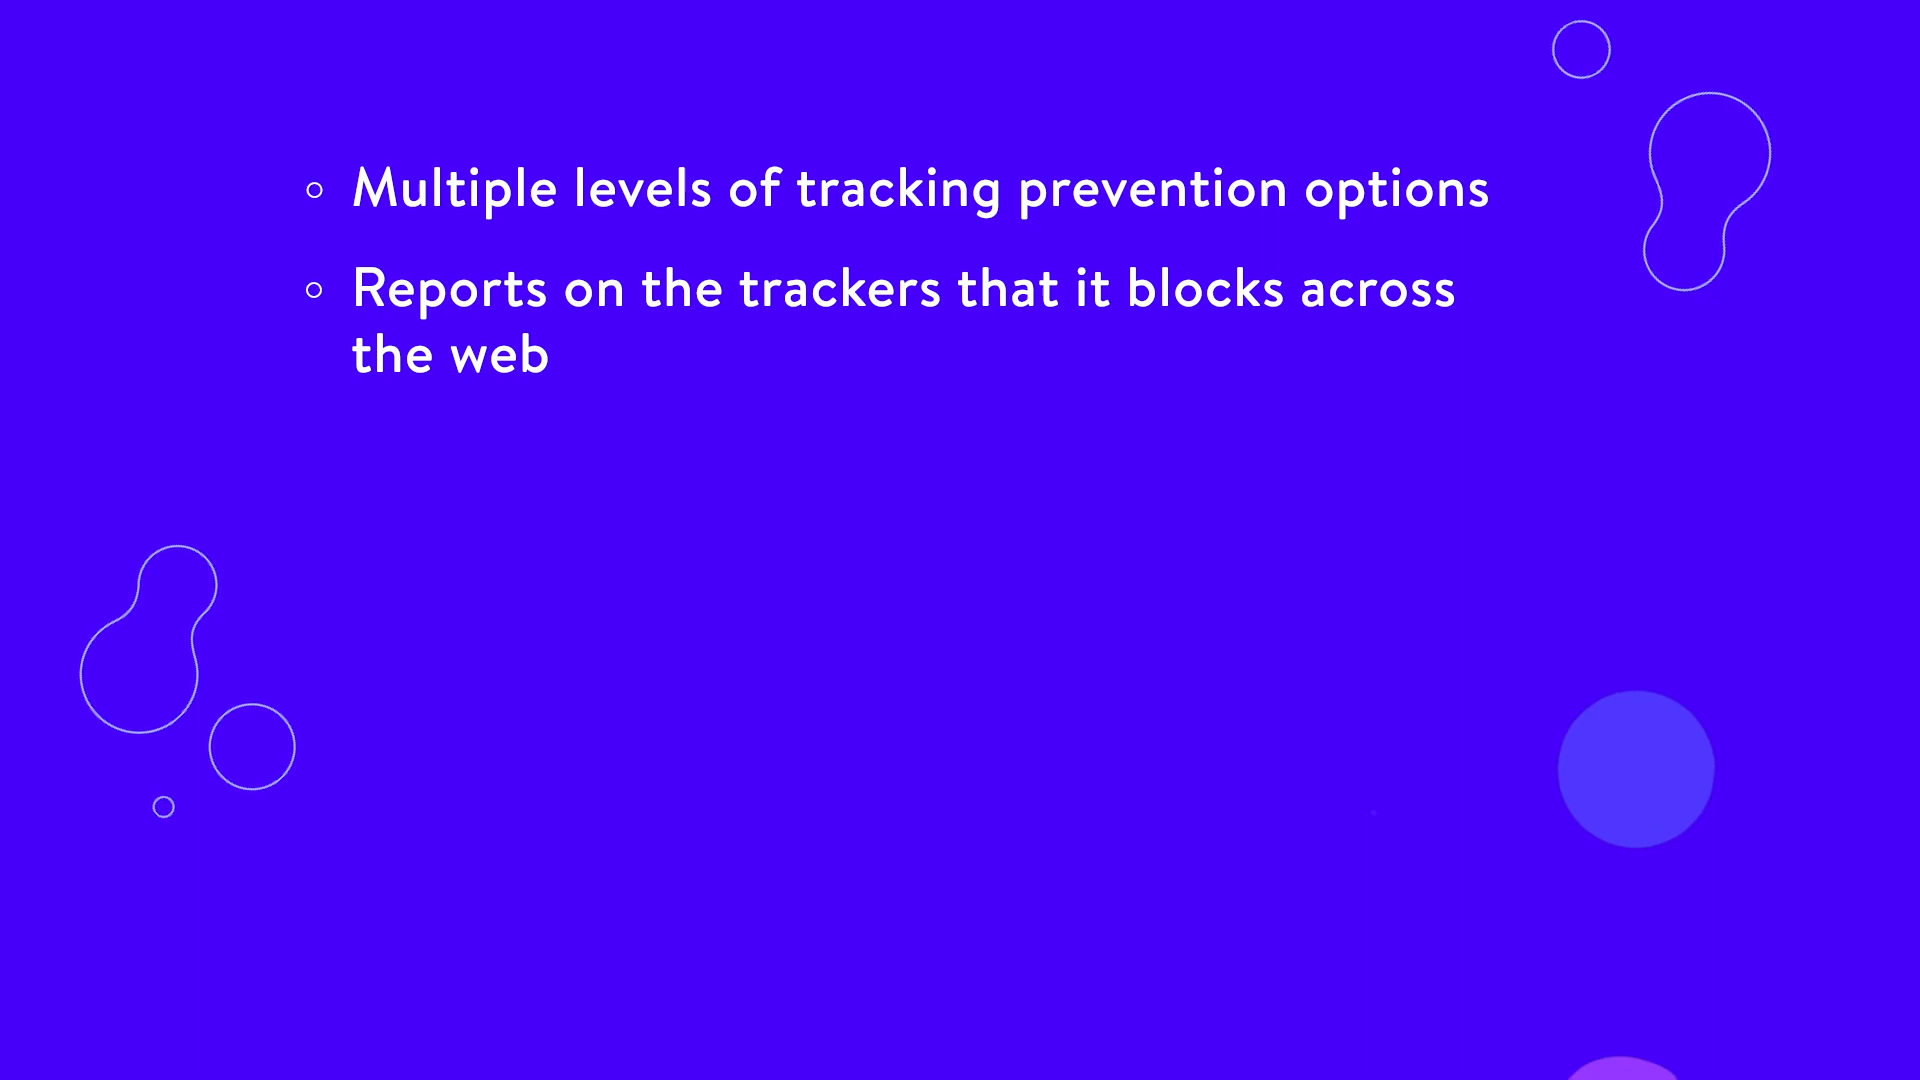 Multiple levels of tracking prevention options
Reports on the trackers that it blocks across
the web